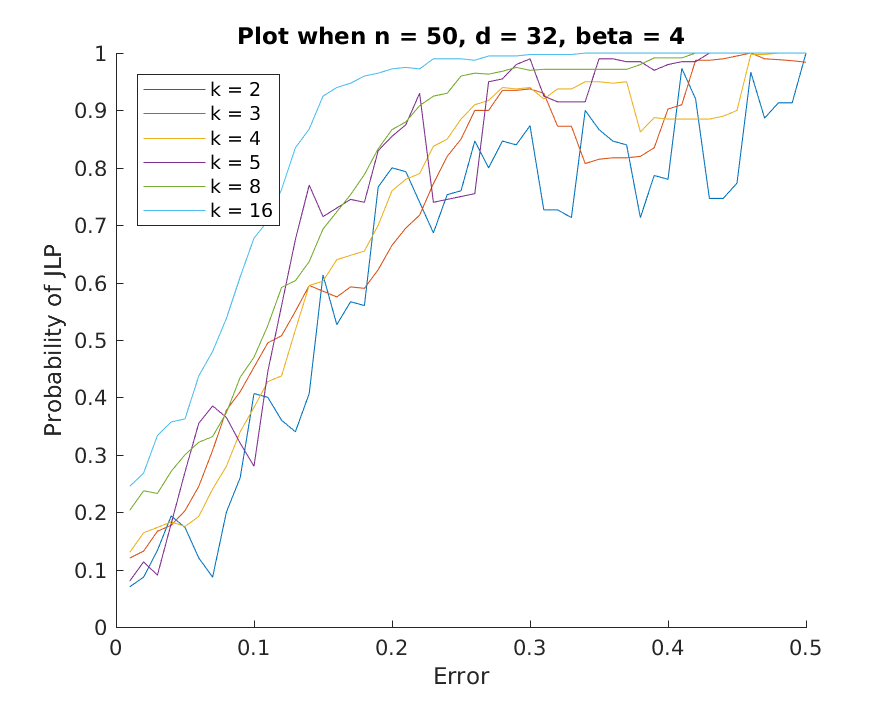 Plot when n = 50, d = 32, beta = 4
1
0.9
0.8
0.7
0.6
0.5
0.4
0.3
0.2
0.1
0
Probability of JLP
k = 2
k = 3
k = 4
k = 5
k = 8
k = 16
0 0.1 0.2 0.3 0.4 0.5
Error